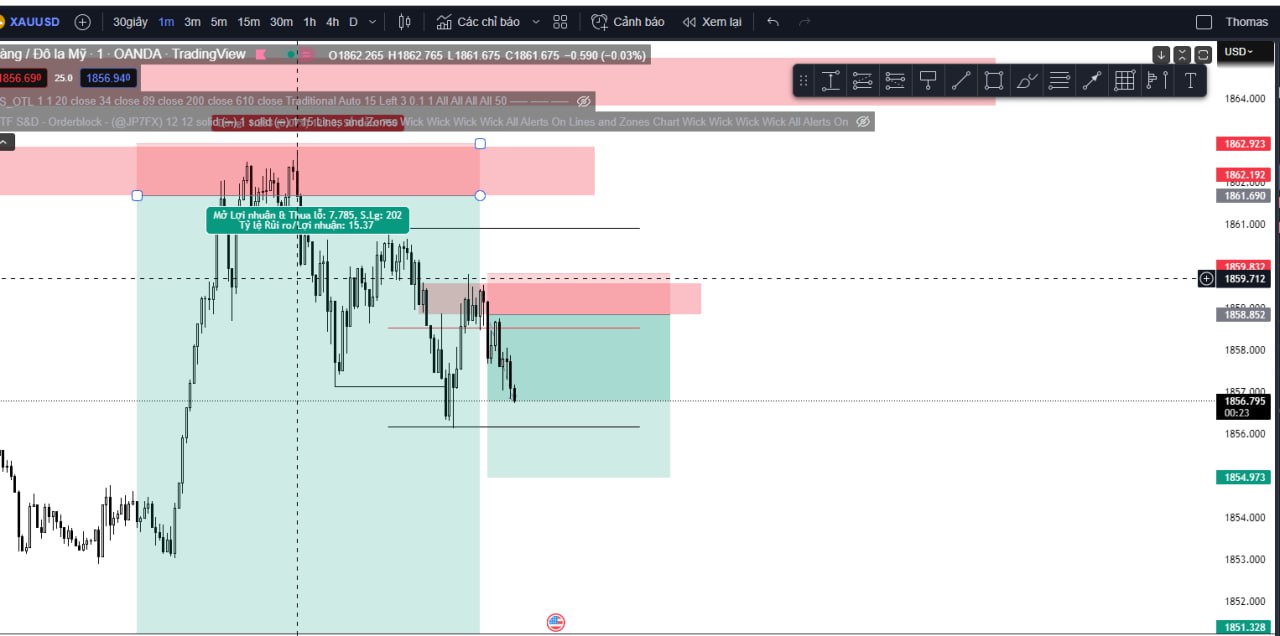 XAUUSD 30giây 1m 3m 5m 15m 30m 1h 4h D Các chỉ báo Cảnh báo Xem lại Thomas
àng / Đô la Mỹ · 1 · OANDA · TradingView O1862.265 H1862.765 L1861.675 C1861.675 −0.590 (−0.03%)
USD
1856.690 25.0 1856.940
T
S_OTL 1 1 20 close 34 close 89 close 200 close 610 close Traditional Auto 15 Left 3 0.1 1 All All All All 50
TF S&D - Orderblock - (@JP7FX) 12 12 solid 1 solid 15 Lines and Zones Wick Wick Wick Wick All Alerts On Lines and Zones Chart Wick Wick Wick Wick All Alerts On
Mở Lợi nhuận & Thua lỗ: 7.785, S.Lg: 202
Tỷ lệ Rủi ro/Lợi nhuận: 15.37
1864.000
1862.923
1862.192
1862.000
1861.690
1861.000
1859.832
1859.712
1859.000
1858.852
1858.000
1857.000
1856.795
00:23
1856.000
1854.973
1854.000
1853.000
1852.000
1851.328